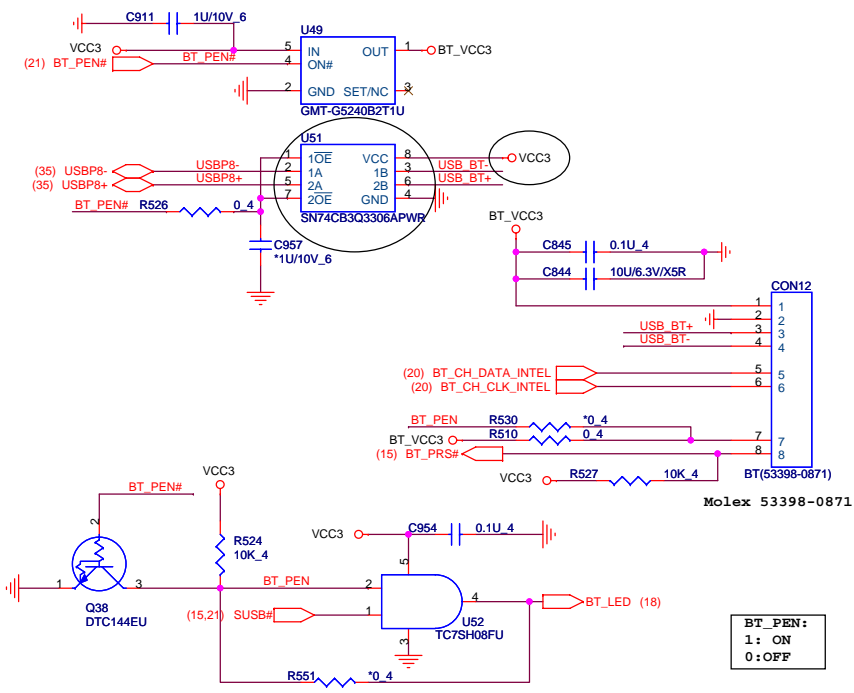 C911 1U/10V_6
U49
VCC3 5 IN OUT 1 BT_VCC3
(21) BT_PEN# BT_PEN# 4 ON#
2 GND SET/NC 3
GMT-G5240B2T1U
U51
1 1OE VCC 8 VCC3
(35) USBP8- USBP8- 2 1A 1B 3 USB_BT-
(35) USBP8+ USBP8+ 5 2A 2B 6 USB_BT+
7 2OE GND 4
BT_PEN# R526 0_4 SN74CB3Q3306APWR
BT_VCC3
C957
*1U/10V_6
C845 0.1U_4
C844 10U/6.3V/X5R
CON12
1 1
2 2
USB_BT+ 3 3
USB_BT- 4 4
(20) BT_CH_DATA_INTEL 5 5
(20) BT_CH_CLK_INTEL 6 6
BT_PEN R530 *0_4
BT_VCC3 R510 0_4 7 7
(15) BT_PRS# 8 8
VCC3 R527 10K_4 BT(53398-0871)
Molex 53398-0871
VCC3
BT_PEN#
2
VCC3 C954 0.1U_4
R524
10K_4
5
1 3 BT_PEN 2
Q38
DTC144EU
(15,21) SUSB# 1 4 BT_LED (18)
U52
TC7SH08FU
3
R551 *0_4
BT_PEN:
1: ON
0:OFF